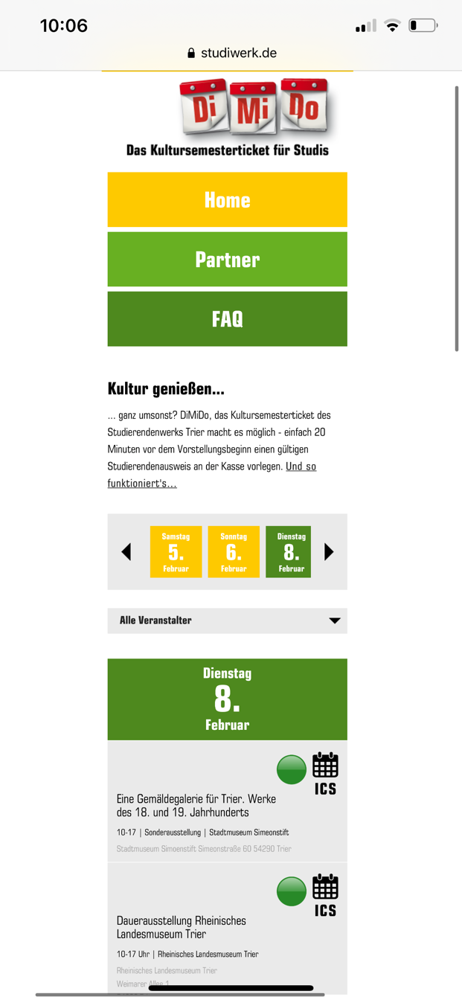 10:06
studiwerk.de
Di Mi Do
Das Kultursemesterticket für Studis
Home
Partner
FAQ
Kultur genießen...
... ganz umsonst? DiMiDo, das Kultursemesterticket des
Studierendenwerks Trier macht es möglich - einfach 20
Minuten vor dem Vorstellungsbeginn einen gültigen
Studierendenausweis an der Kasse vorlegen. Und so
funktioniert's...
Samstag
5.
Februar
Sonntag
6.
Februar
Dienstag
8.
Februar
Alle Veranstalter
Dienstag
8.
Februar
ICS
Eine Gemäldegalerie für Trier. Werke
des 18. und 19. Jahrhunderts
10-17 | Sonderausstellung | Stadtmuseum Simeonstift
Stadtmuseum Simoenstift Simeonstraße 60 54290 Trier
ICS
Dauerausstellung Rheinisches
Landesmuseum Trier
10-17 Uhr | Rheinisches Landesmuseum Trier
Rheinisches Landesmuseum Trier
Weimarer Allee 1